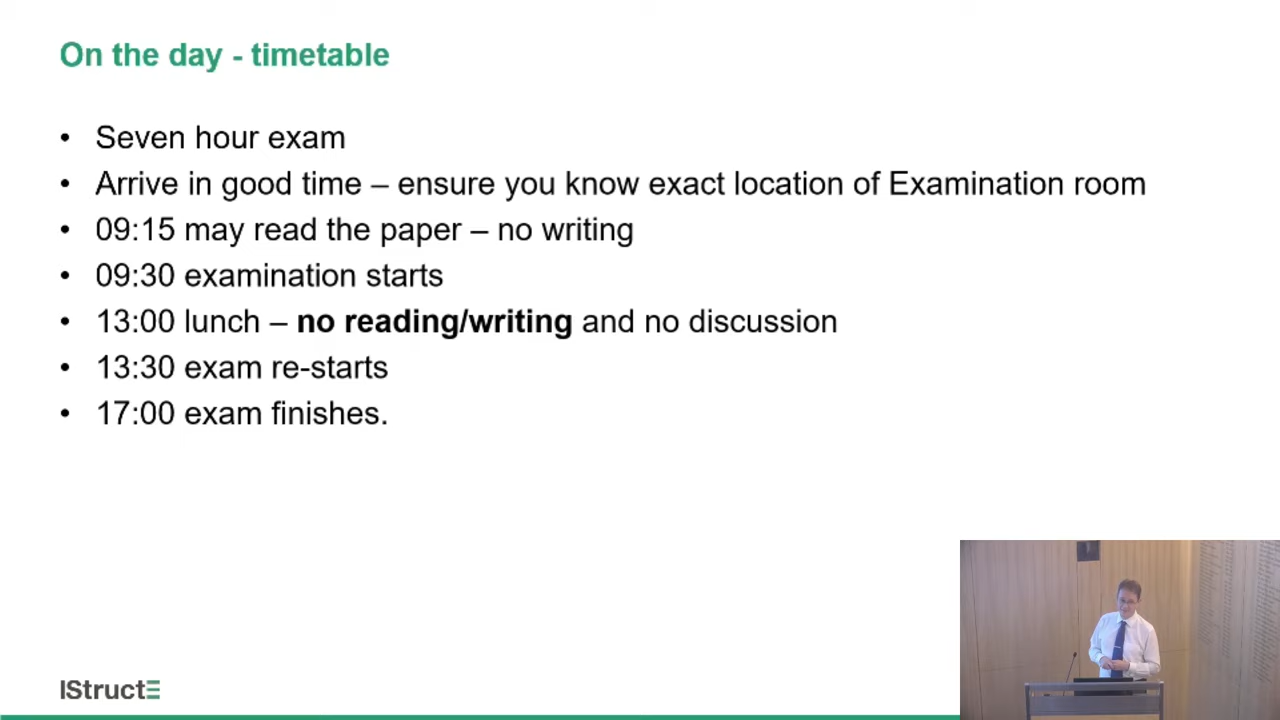 On the day - timetable
• Seven hour exam
• Arrive in good time – ensure you know exact location of Examination room
• 09:15 may read the paper – no writing
• 09:30 examination starts
• 13:00 lunch – no reading/writing and no discussion
• 13:30 exam re-starts
• 17:00 exam finishes.
IStructE